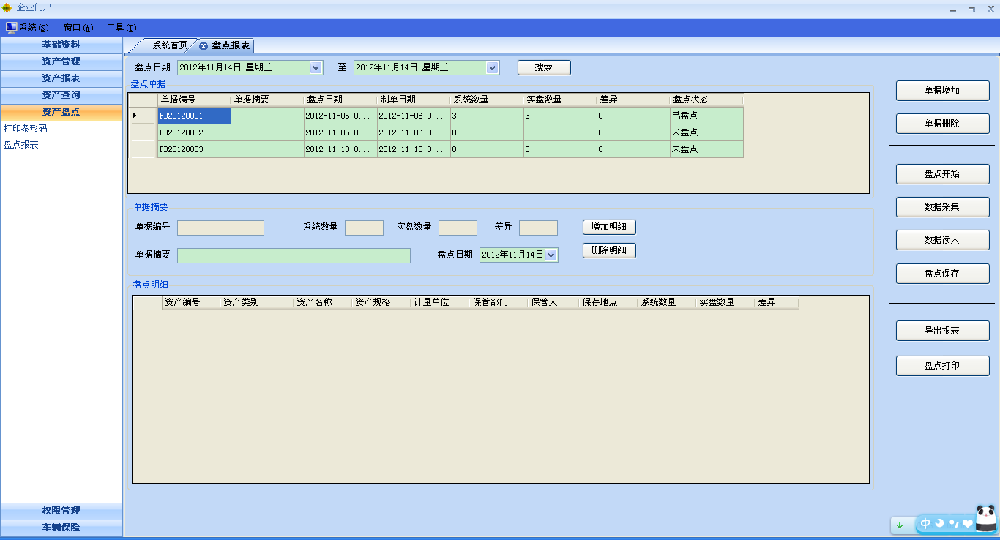 企业门户
系统(S) 窗口(W) 工具(T)
基础资料
资产管理
资产报表
资产查询
资产盘点
打印条形码
盘点报表
权限管理
车辆保险
系统首页 盘点报表
盘点日期 2012年11月14日 星期三 至 2012年11月14日 星期三 搜索
盘点单据
单据编号 单据摘要 盘点日期 制单日期 系统数量 实盘数量 差异 盘点状态
PD20120001 2012-11-06 0... 2012-11-06 0... 3 3 0 已盘点
PD20120002 2012-11-06 0... 2012-11-06 0... 0 0 0 未盘点
PD20120003 2012-11-13 0... 2012-11-13 0... 0 0 0 未盘点
单据摘要
单据编号 系统数量 实盘数量 差异 增加明细
单据摘要 盘点日期 2012年11月14日 删除明细
盘点明细
资产编号 资产类别 资产名称 资产规格 计量单位 保管部门 保管人 保存地点 系统数量 实盘数量 差异
单据增加
单据删除
盘点开始
数据采集
数据读入
盘点保存
导出报表
盘点打印
中